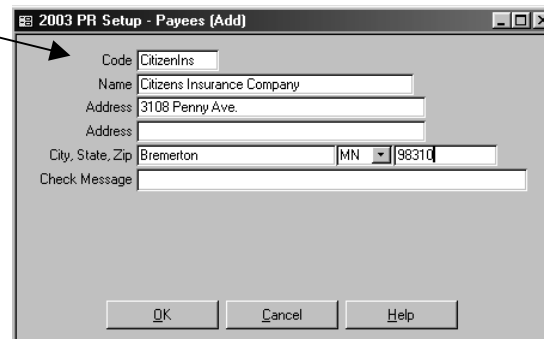 2003 PR Setup - Payees (Add)
Code CitizenIns
Name Citizens Insurance Company
Address 3108 Penny Ave.
Address
City, State, Zip Bremerton MN 98310
Check Message
OK Cancel Help